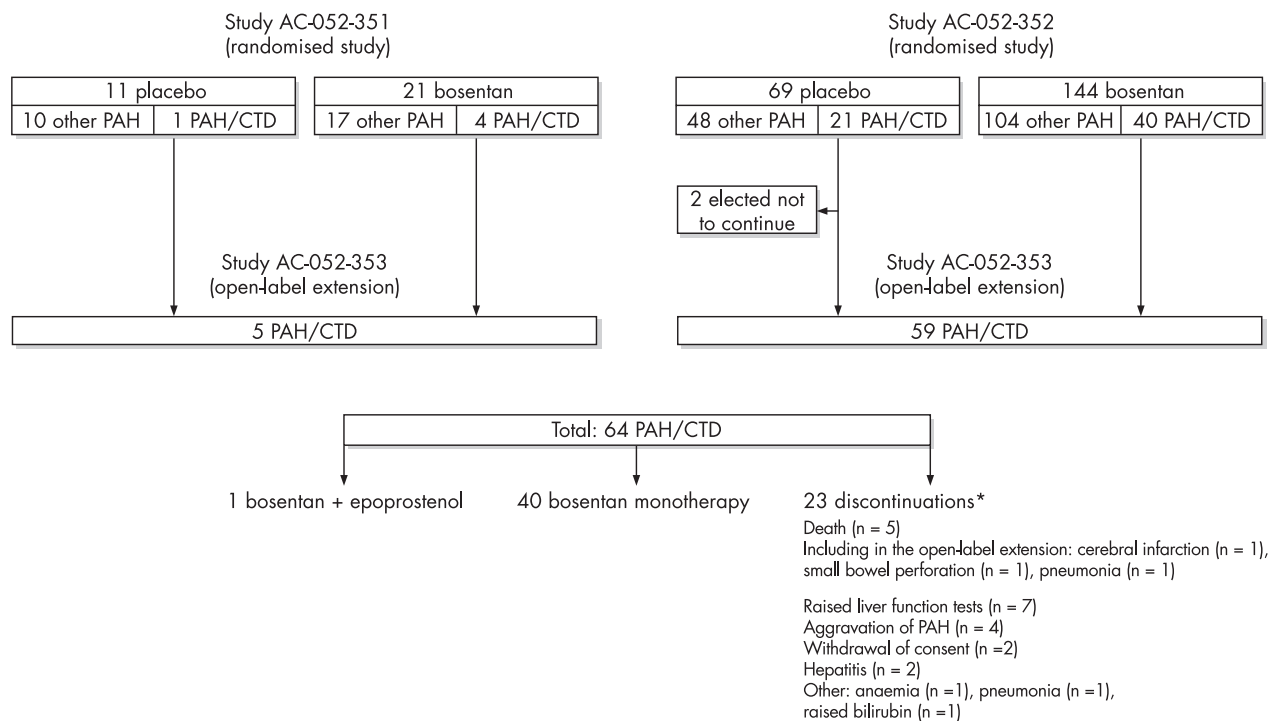 Study AC-052-351
(randomised study)
11 placebo
10 other PAH
1 PAH/CTD
21 bosentan
17 other PAH
4 PAH/CTD
Study AC-052-353
(open-label extension)
5 PAH/CTD
Study AC-052-352
(randomised study)
69 placebo
48 other PAH
21 PAH/CTD
144 bosentan
104 other PAH
40 PAH/CTD
2 elected not
to continue
Study AC-052-353
(open-label extension)
59 PAH/CTD
Total: 64 PAH/CTD
1 bosentan + epoprostenol
40 bosentan monotherapy
23 discontinuations*
Death (n = 5)
Including in the open-label extension: cerebral infarction (n = 1),
small bowel perforation (n = 1), pneumonia (n = 1)
Raised liver function tests (n = 7)
Aggravation of PAH (n = 4)
Withdrawal of consent (n =2)
Hepatitis (n = 2)
Other: anaemia (n =1), pneumonia (n =1),
raised bilirubin (n =1)